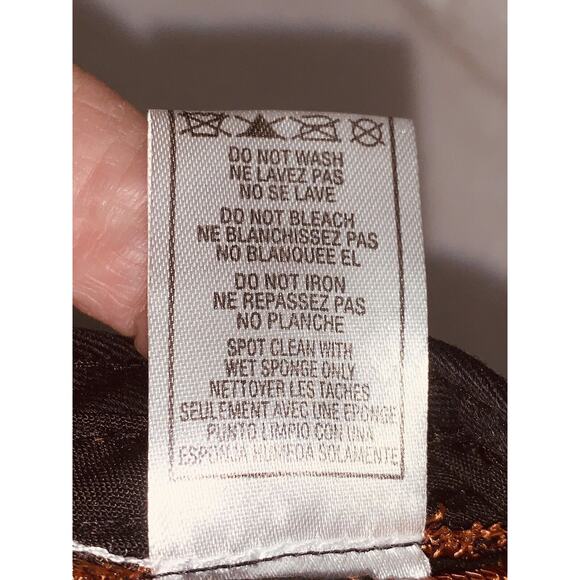 DO NOT WASH
NE LAVEZ PAS
NO SE LAVE
DO NOT BLEACH
NE BLANCHISSEZ PAS
NO BLANQUEE EL
DO NOT IRON
NE REPASSEZ PAS
NO PLANCHE
SPOT CLEAN WITH
WET SPONGE ONLY
NETTOYER LES TACHES
SEULEMENT AVEC UNE EPONGE
PUNTO LIMPIO CON UNA
ESPONJA HUMEDA SOLAMENTE